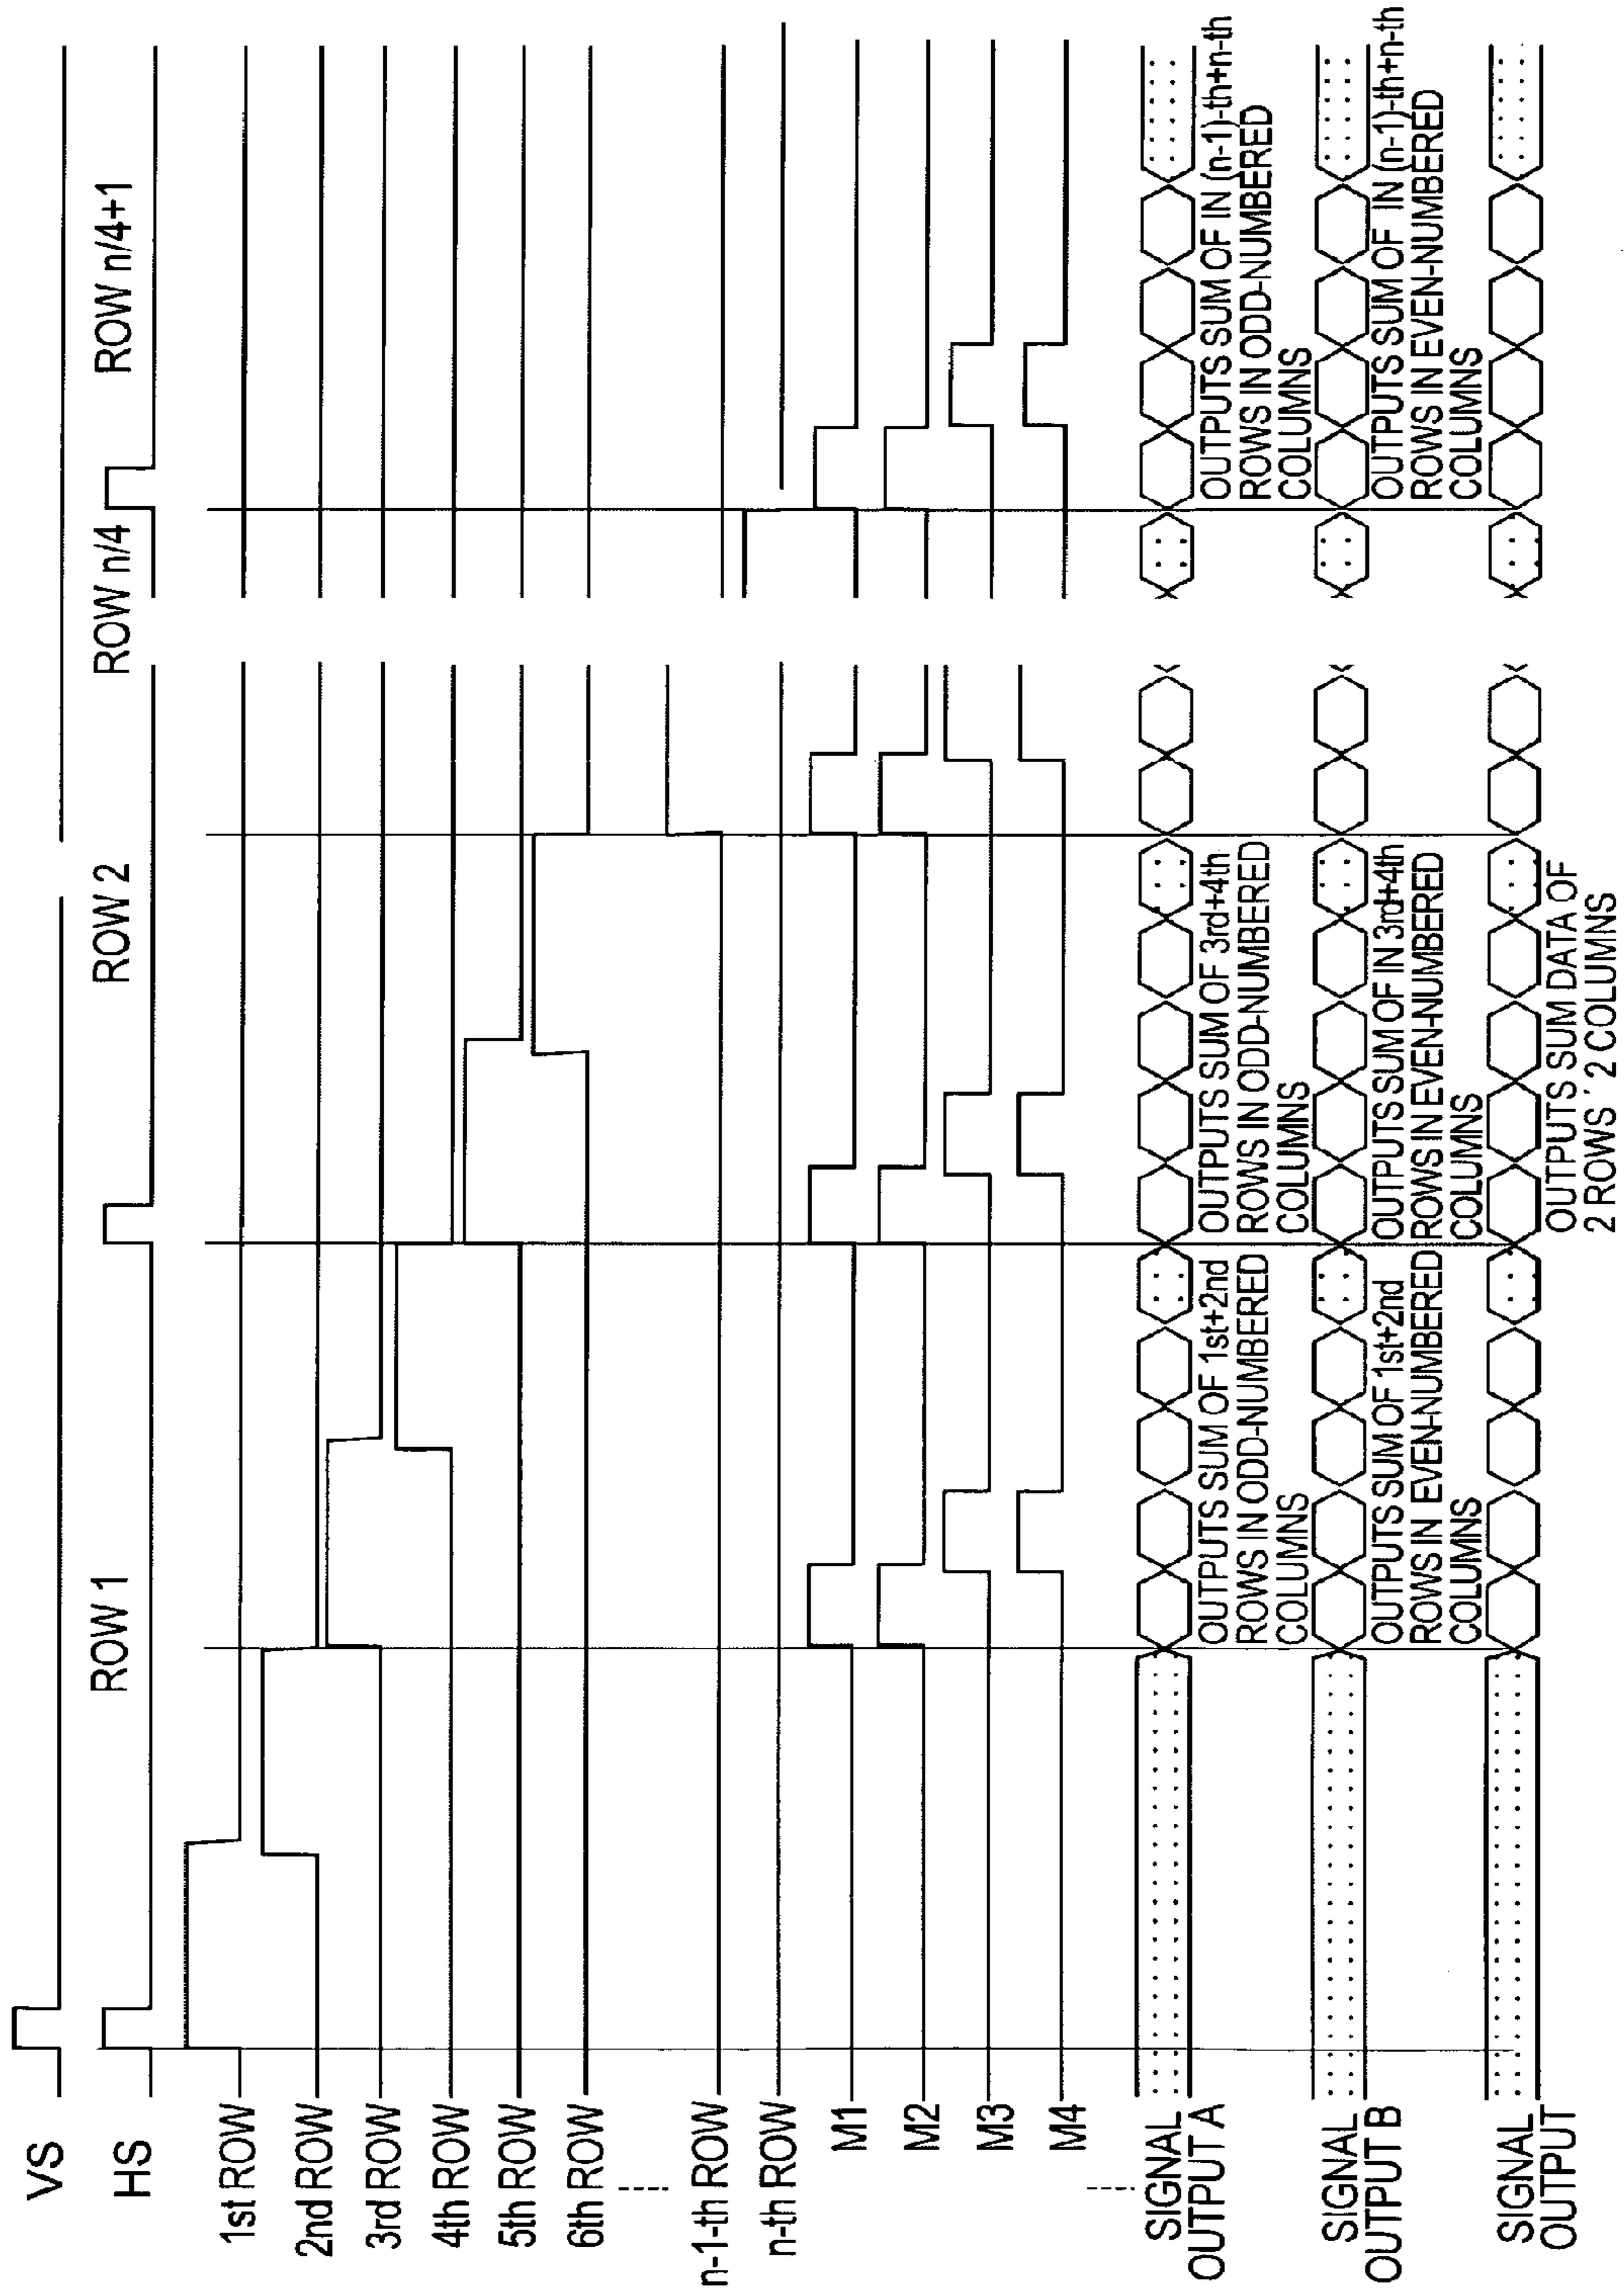 VS
HS
ROW 1
ROW 2
ROW n/4
ROW n/4+1
1st ROW
2nd ROW
3rd ROW
4th ROW
5th ROW
6th ROW
n-1-th ROW
n-th ROW
M1
M2
M3
M4
SIGNAL
OUTPUT A
OUTPUTS SUM OF 1st+2nd
ROWS IN ODD-NUMBERED
COLUMNS
OUTPUTS SUM OF 3rd+4th
ROWS IN ODD-NUMBERED
COLUMNS
OUTPUTS SUM OF IN (n-1)-th+n-th
ROWS IN ODD-NUMBERED
COLUMNS
SIGNAL
OUTPUT B
OUTPUTS SUM OF 1st+2nd
ROWS IN EVEN-NUMBERED
COLUMNS
OUTPUTS SUM OF IN 3rd+4th
ROWS IN EVEN-NUMBERED
COLUMNS
OUTPUTS SUM OF IN (n-1)-th+n-th
ROWS IN EVEN-NUMBERED
COLUMNS
SIGNAL
OUTPUT
OUTPUTS SUM DATA OF
2 ROWS ´ 2 COLUMNS